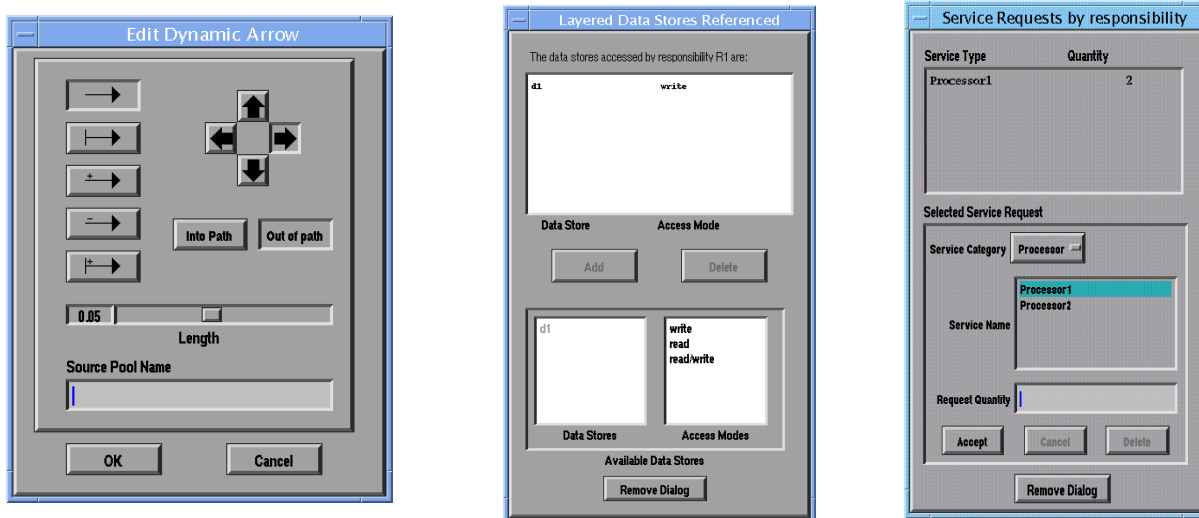 Edit Dynamic Arrow
+
-
+
Into Path Out of path
0.05
Length
Source Pool Name
OK Cancel
Layered Data Stores Referenced
The data stores accessed by responsibility R1 are:
d1 write
Data Store Access Mode
Add Delete
d1 write
read
read/write
Data Stores Access Modes
Available Data Stores
Remove Dialog
Service Requests by responsibility
Service Type Quantity
Processor1 2
Selected Service Request
Service Category Processor
Processor1
Processor2
Service Name
Request Quantity
Accept Cancel Delete
Remove Dialog